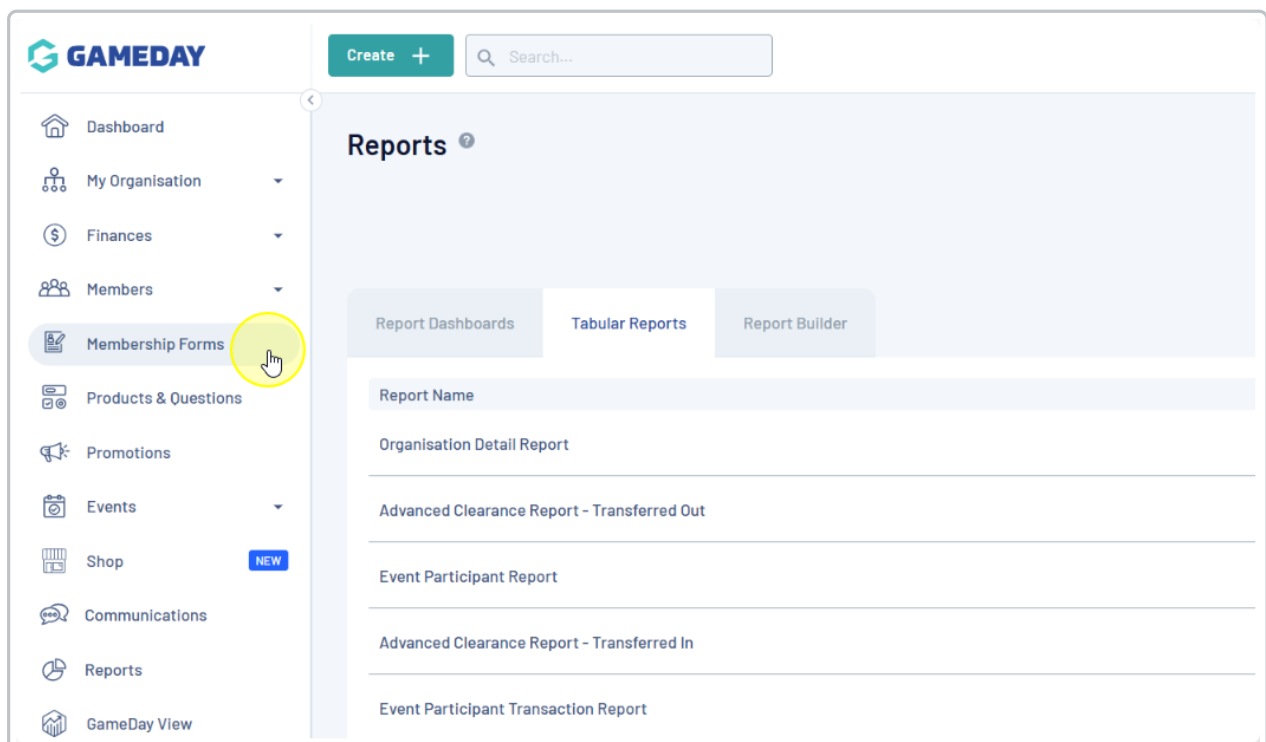 GAMEDAY
Create +
Search...
Dashboard
My Organisation
Finances
Members
Membership Forms
Products & Questions
Promotions
Events
Shop NEW
Communications
Reports
GameDay View
Reports ?
Report Dashboards Tabular Reports Report Builder
Report Name
Organisation Detail Report
Advanced Clearance Report - Transferred Out
Event Participant Report
Advanced Clearance Report - Transferred In
Event Participant Transaction Report